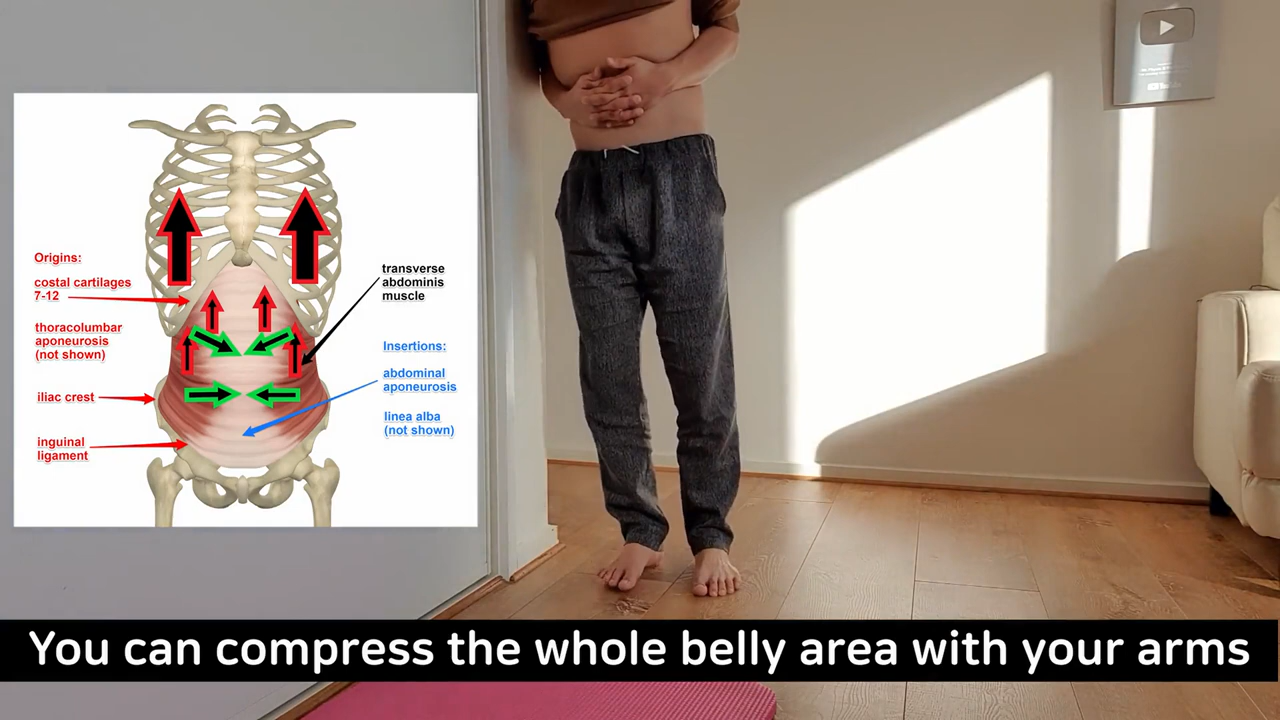 Origins:
costal cartilages
7-12
thoracolumbar
aponeurosis
(not shown)
iliac crest
inguinal
ligament
transverse
abdominis
muscle
Insertions:
abdominal
aponeurosis
linea alba
(not shown)
YouTube
You can compress the whole belly area with your arms